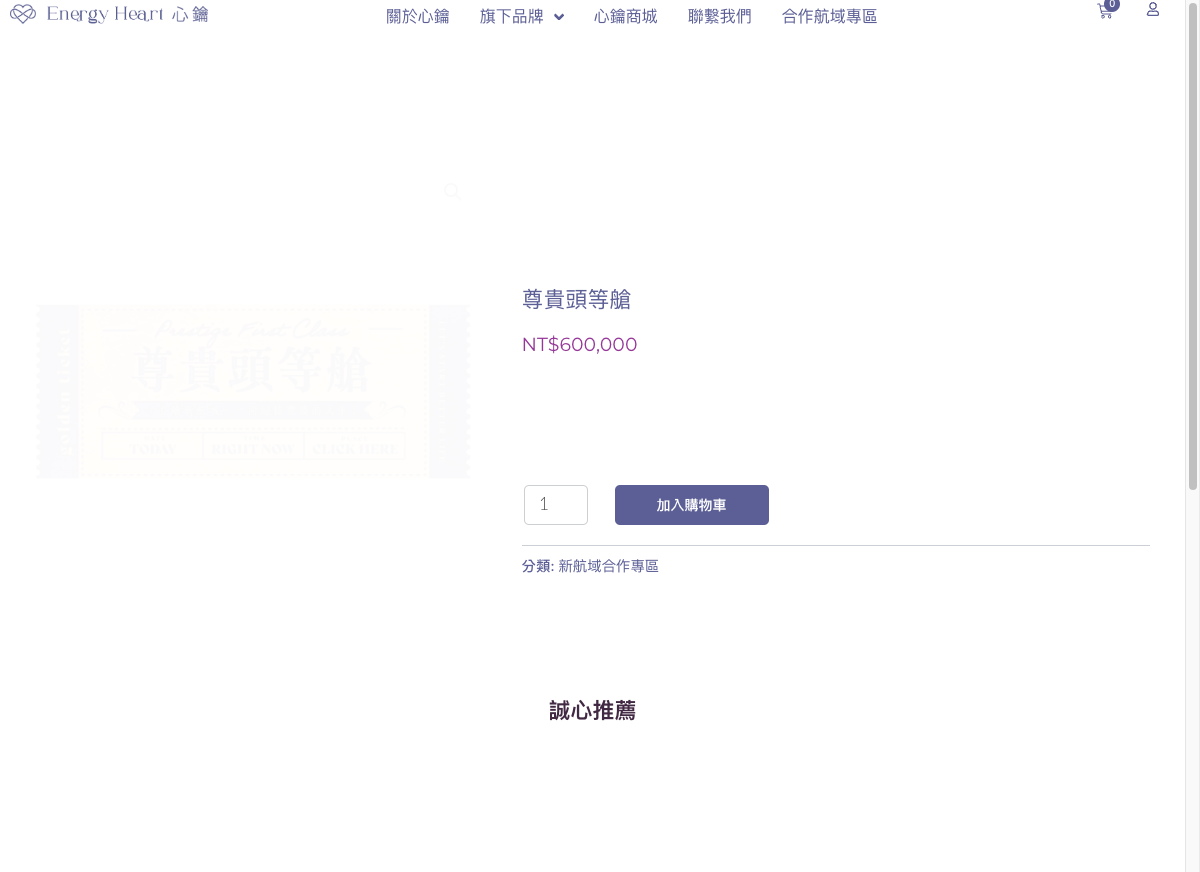 Energy Heart 心鑰
關於心鑰
旗下品牌
心鑰商城
聯繫我們
合作航域專區
0
Prestige First Class
尊貴頭等艙
TODAY
RIGHT NOW
CLICK HERE
尊貴頭等艙
NT$600,000
1
加入購物車
分類: 新航域合作專區
誠心推薦